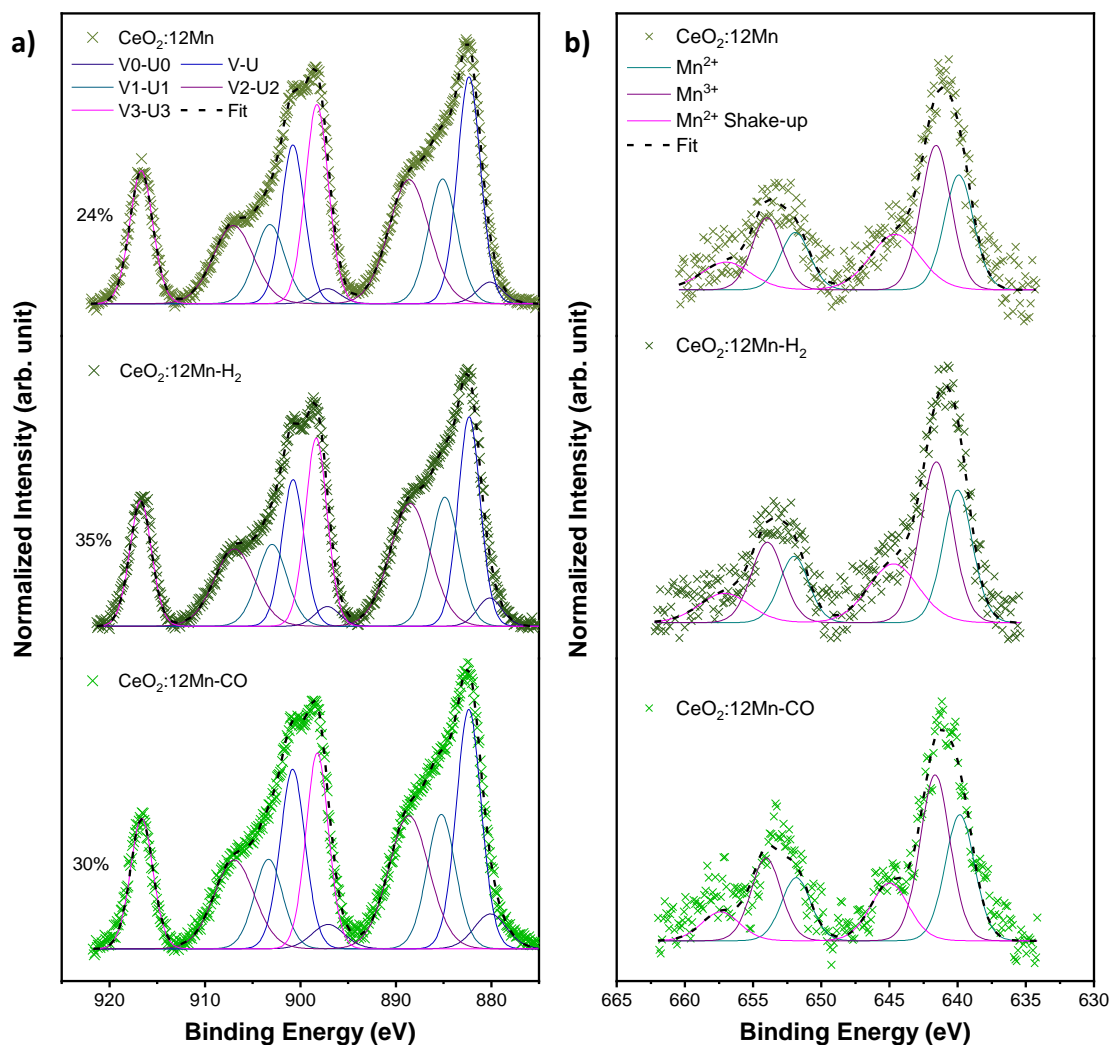 a)
Normalized Intensity (arb. unit)
CeO₂:12Mn
V0-U0 V-U
V1-U1 V2-U2
V3-U3 Fit
24%
CeO₂:12Mn-H₂
35%
CeO₂:12Mn-CO
30%
920 910 900 890 880
Binding Energy (eV)
b)
Normalized Intensity (arb. unit)
CeO₂:12Mn
Mn²⁺
Mn³⁺
Mn²⁺ Shake-up
Fit
CeO₂:12Mn-H₂
CeO₂:12Mn-CO
665 660 655 650 645 640 635 630
Binding Energy (eV)